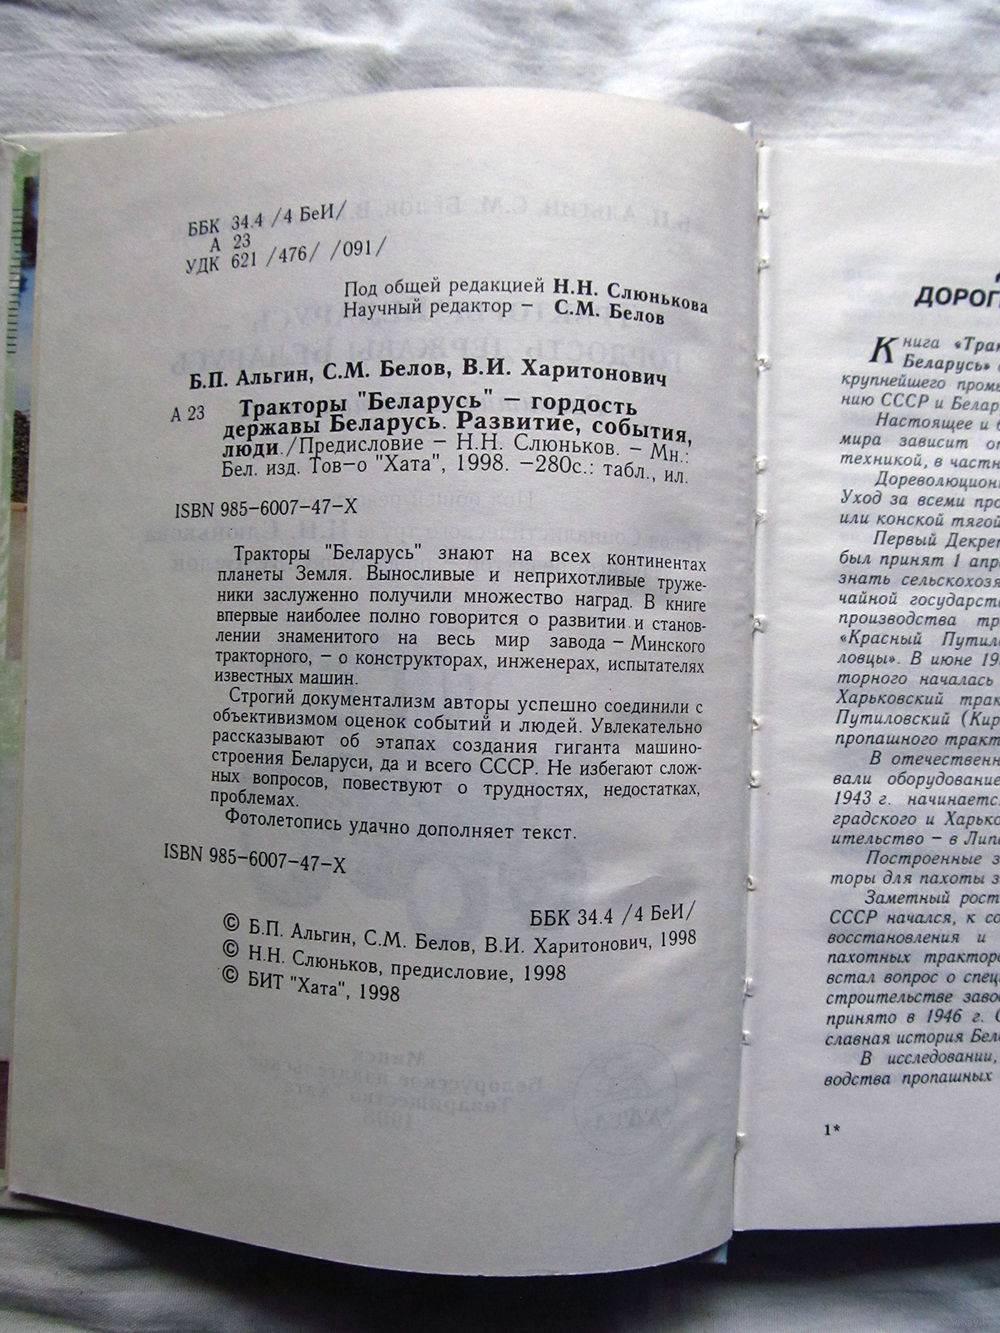 ББК 34.4 /4 БеИ/
А 23
УДК 621 /476/ /091/
Под общей редакцией Н.Н. Слюнькова
Научный редактор – С.М. Белов
Б.П. Альгин, С.М. Белов, В.И. Харитонович
А 23 Тракторы "Беларусь" – гордость
державы Беларусь. Развитие, события,
люди./Предисловие – Н.Н. Слюньков. – Мн.:
Бел. изд. Тов-о "Хата", 1998. –280с.: табл., ил.
ISBN 985–6007–47–X
Тракторы "Беларусь" знают на всех континентах
планеты Земля. Выносливые и неприхотливые труже-
ники заслуженно получили множество наград. В книге
впервые наиболее полно говорится о развитии и станов-
лении знаменитого на весь мир завода – Минского
тракторного, – о конструкторах, инженерах, испытателях
известных машин.
Строгий документализм авторы успешно соединили с
объективизмом оценок событий и людей. Увлекательно
рассказывают об этапах создания гиганта машино-
строения Беларуси, да и всего СССР. Не избегают слож-
ных вопросов, повествуют о трудностях, недостатках,
проблемах.
Фотолетопись удачно дополняет текст.
ISBN 985–6007–47–X
ББК 34.4 /4 БеИ/
© Б.П. Альгин, С.М. Белов, В.И. Харитонович, 1998
© Н.Н. Слюньков, предисловие, 1998
© БИТ "Хата", 1998
ДОРОГ
Книга «Трак
Беларусь»
крупнейшего промы
нию СССР и Белар
Настоящее и б
мира зависит от
техникой, в частн
Дореволюцион
Уход за всеми про
или конской тягой
Первый Декрет
был принят 1 апр
знать сельскохозя
чайной государст
производства тр
«Красный Путил
ловцы». В июне 19
торного началась
Харьковский трак
Путиловский (Кир
пропашного тракт
В отечественн
вали оборудование
1943 г. начинается
градского и Харько
ительство – в Липе
Построенные з
торы для пахоты з
Заметный рост
СССР начался, к со
восстановления и
пахотных тракторо
встал вопрос о спец
строительстве заво
принято в 1946 г. С
славная история Бел
В исследовании,
водства пропашных
1*